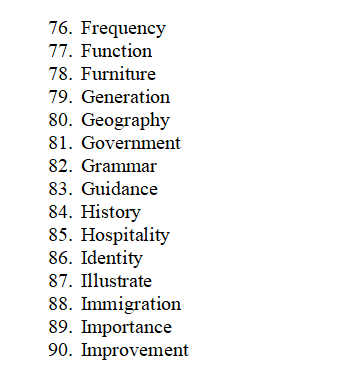 76. Frequency
77. Function
78. Furniture
79. Generation
80. Geography
81. Government
82. Grammar
83. Guidance
84. History
85. Hospitality
86. Identity
87. Illustrate
88. Immigration
89. Importance
90. Improvement